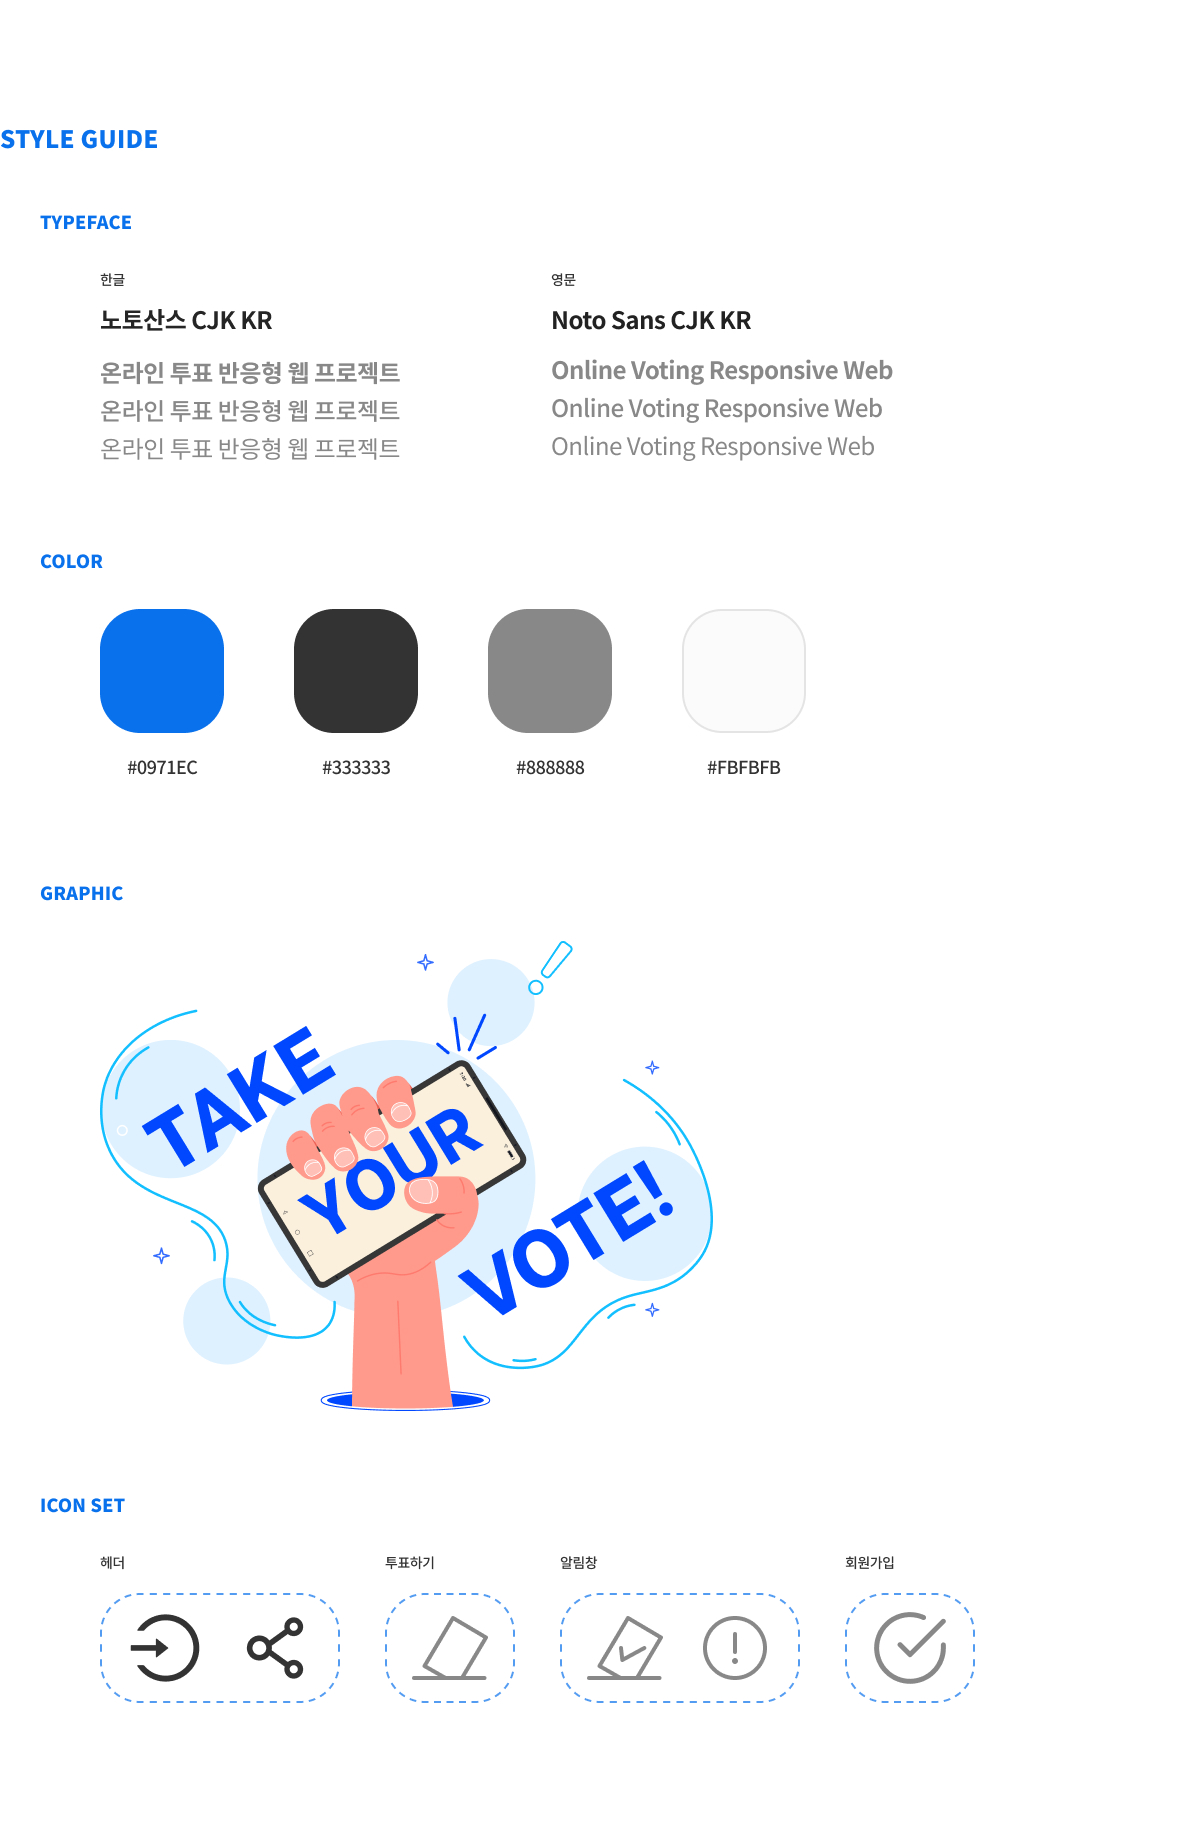 STYLE GUIDE
TYPEFACE
한글
노토산스 CJK KR
온라인 투표 반응형 웹 프로젝트
온라인 투표 반응형 웹 프로젝트
온라인 투표 반응형 웹 프로젝트
영문
Noto Sans CJK KR
Online Voting Responsive Web
Online Voting Responsive Web
Online Voting Responsive Web
COLOR
#0971EC
#333333
#888888
#FBFBFB
GRAPHIC
TAKE
YOUR
VOTE!
ICON SET
헤더
투표하기
알림창
회원가입